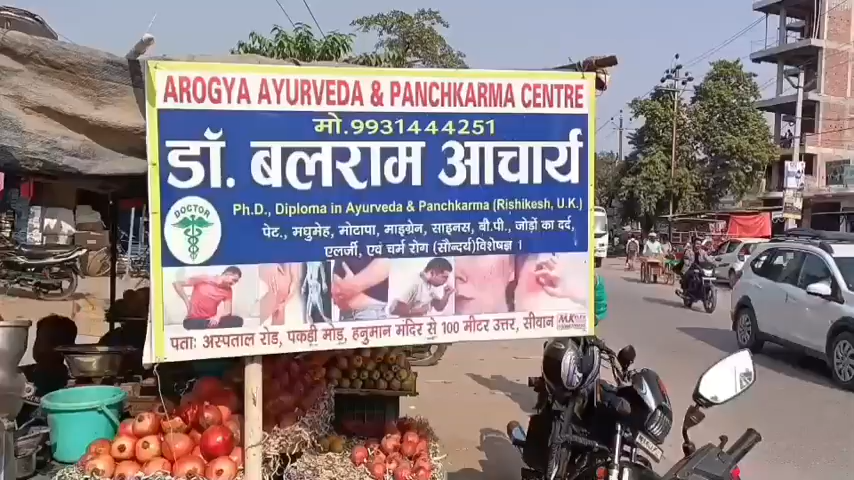 AROGYA AYURVEDA & PANCHKARMA CENTRE
मो.9931444251
डॉ. बलराम आचार्य
DOCTOR
Ph.D., Diploma in Ayurveda & Panchkarma (Rishikesh, U.K.)
पेट., मधुमेह, मोटापा, माइग्रेन, साइनस, बी.पी., जोड़ों का दर्द,
एलर्जी, एवं चर्म रोग (सौन्दर्य)विशेषज्ञ ।
पता: अस्पताल रोड़, पकड़ी मोड़, हनुमान मंदिर से 100 मीटर उत्तर, सीवान